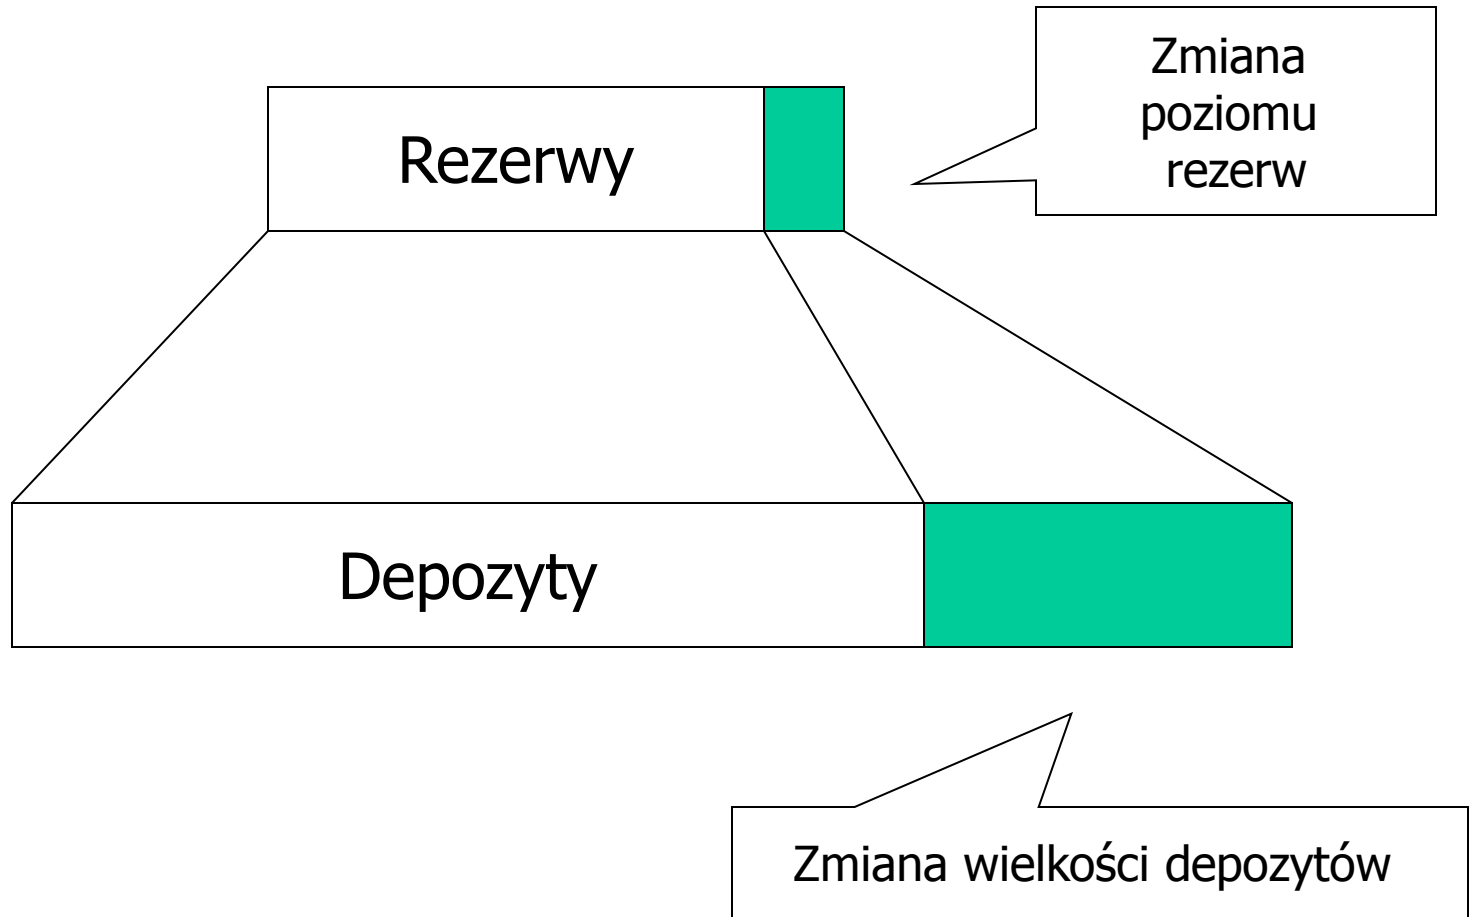 Zmiana
poziomu
rezerw
Rezerwy
Depozyty
Zmiana wielkości depozytów